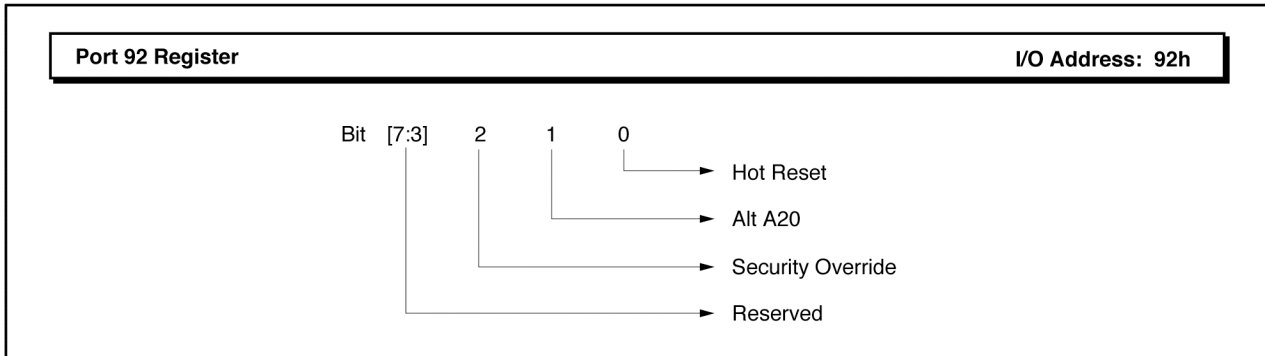 Port 92 Register I/O Address: 92h
Bit [7:3] 2 1 0
Hot Reset
Alt A20
Security Override
Reserved